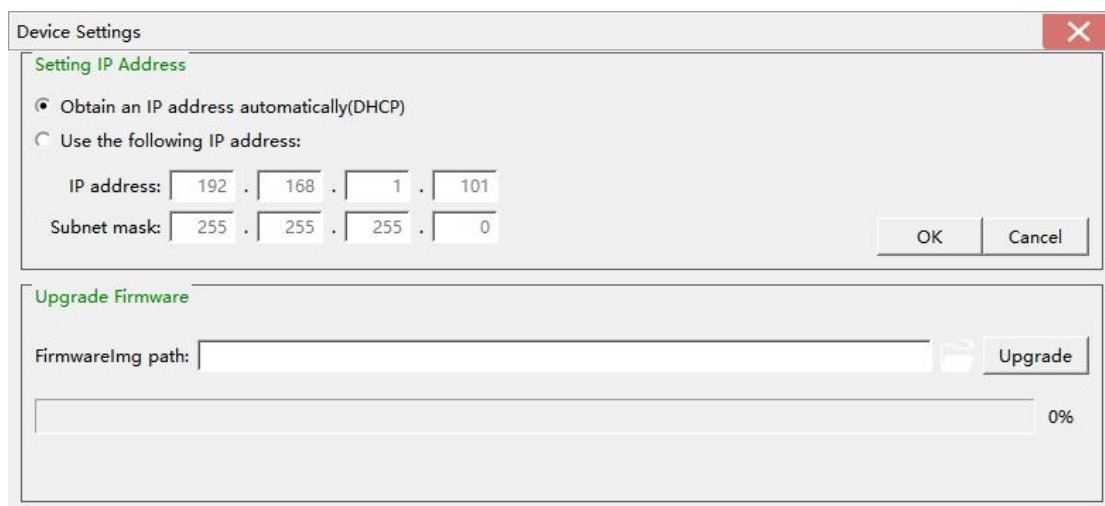 Device Settings
Setting IP Address
Obtain an IP address automatically(DHCP)
Use the following IP address:
IP address: 192 . 168 . 1 . 101
Subnet mask: 255 . 255 . 255 . 0
OK Cancel
Upgrade Firmware
FirmwareImg path: Upgrade
0%